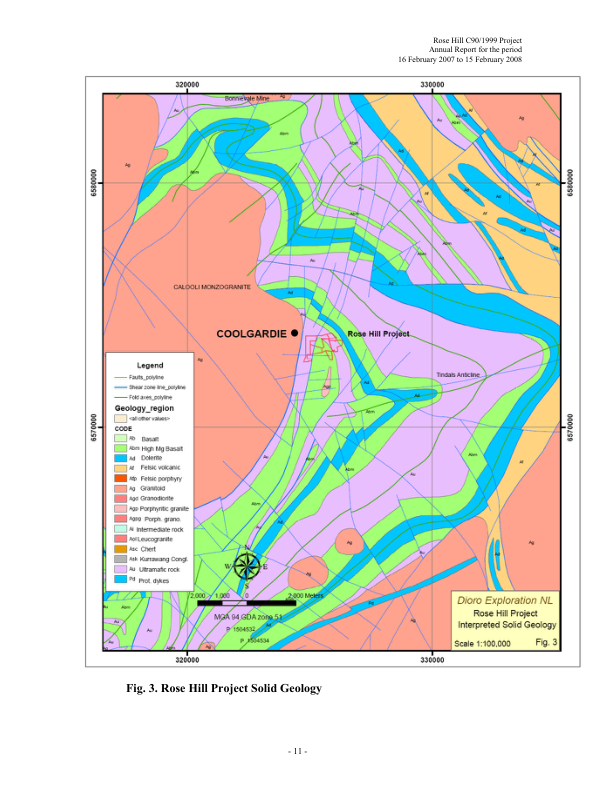 Rose Hill C90/1999 Project
Annual Report for the period
16 February 2007 to 15 February 2008
320000
330000
Bonnievale Mine
6580000
6580000
CALOOLI MONZOGRANITE
COOLGARDIE
Rose Hill Project
Tindals Anticline
6570000
6570000
Legend
Faults_polyline
Shear zone line_polyline
Fold axes_polyline
Geology_region
<all other values>
CODE
Ab Basalt
Abm High Mg Basalt
Ad Dolerite
Af Felsic volcanic
Afp Felsic porphyry
Ag Granitoid
Agd Granodiorite
Agp Porphyritic granite
Porph. grano.
Ai Intermediate rock
Leucogranite
Asc Chert
Ask Kurrawang Congl.
Au Ultramafic rock
Pd Prot. dykes
N
W E
S
2,000 1,000 0 2,000 Meters
MGA 94 GDA zone 51
P 1504532
P 1504534
Dioro Exploration NL
Rose Hill Project
Interpreted Solid Geology
Scale 1:100,000 Fig. 3
320000
330000
Fig. 3. Rose Hill Project Solid Geology
- 11 -